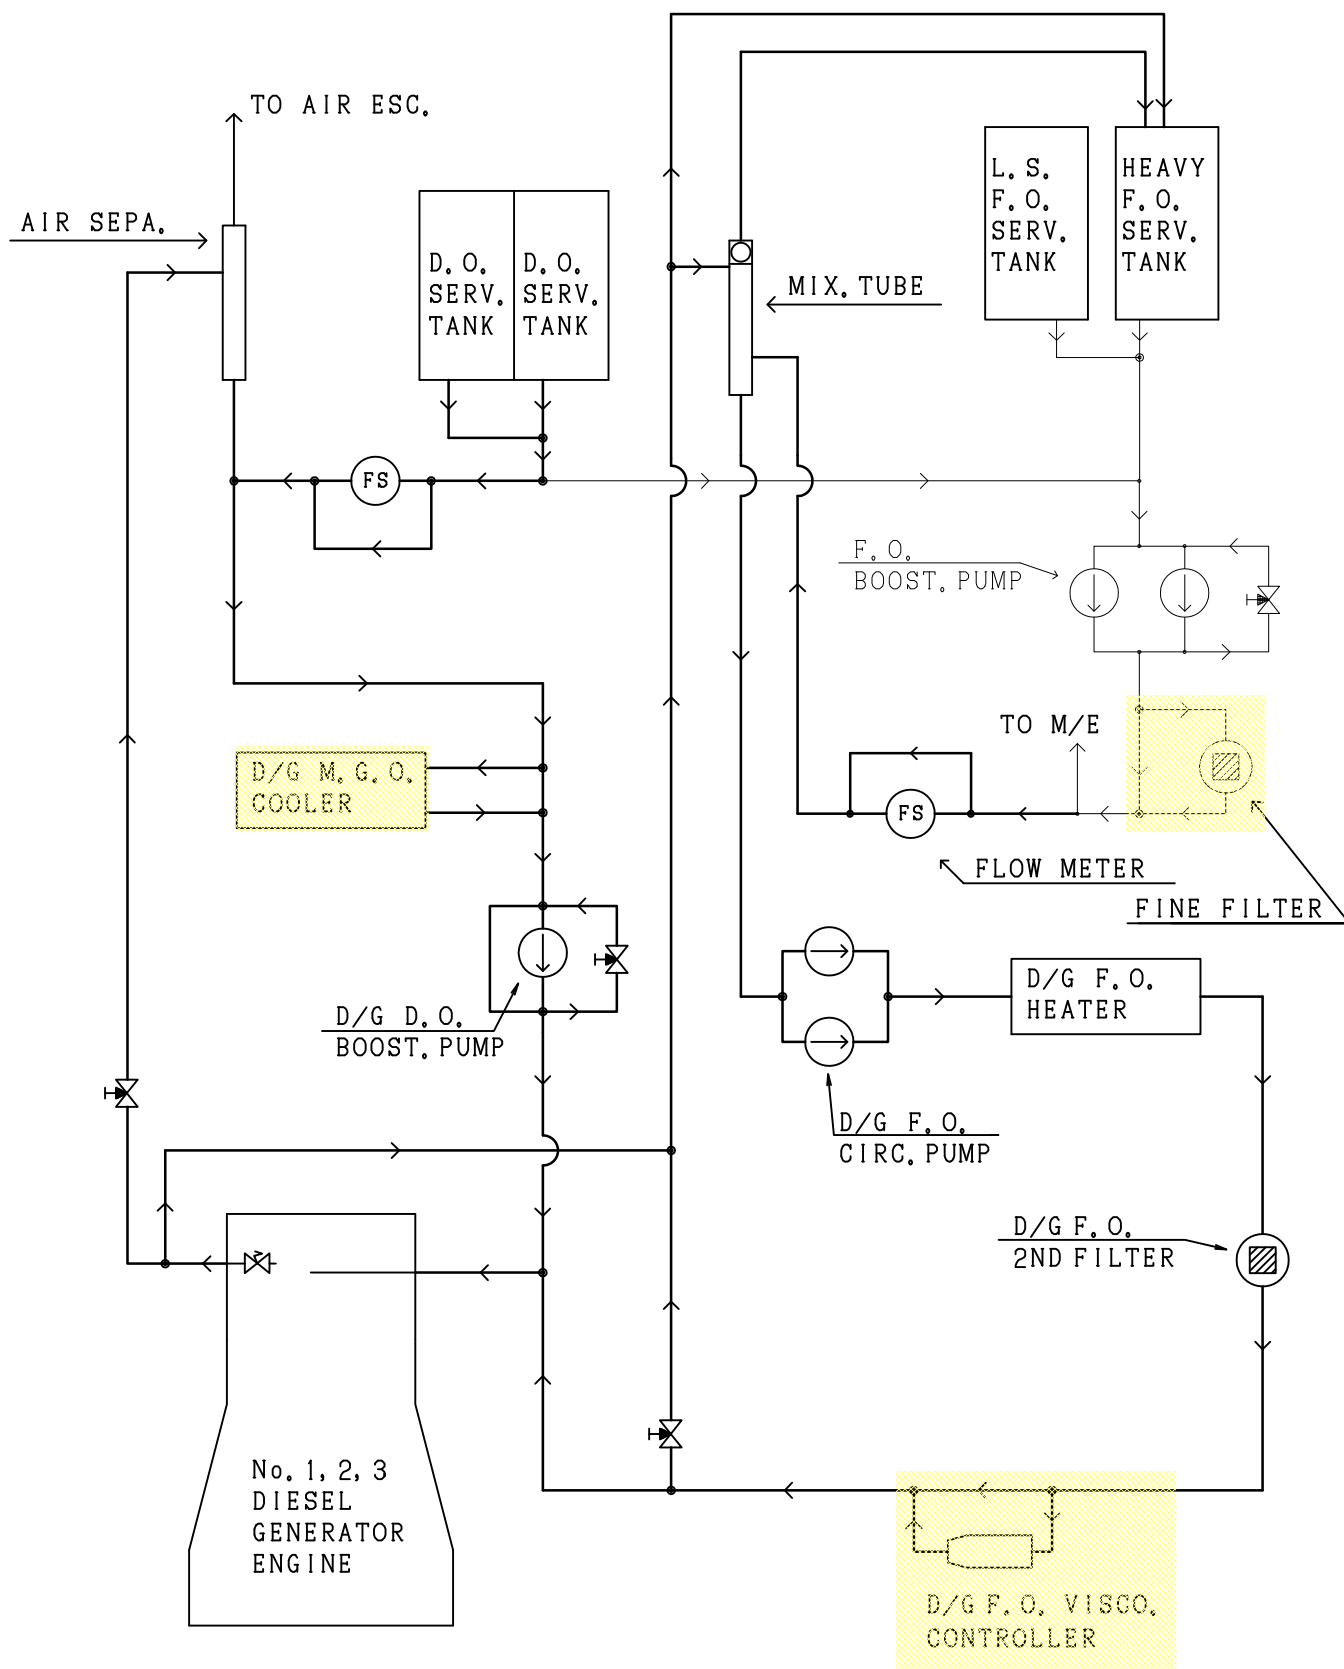 TO AIR ESC.
AIR SEPA.
D. O.
SERV.
TANK
D. O.
SERV.
TANK
L. S.
F. O.
SERV.
TANK
HEAVY
F. O.
SERV.
TANK
MIX. TUBE
FS
F. O.
BOOST. PUMP
TO M/E
D/G M. G. O.
COOLER
FS
FLOW METER
FINE FILTER
D/G D. O.
BOOST. PUMP
D/G F. O.
HEATER
D/G F. O.
CIRC. PUMP
D/G F. O.
2ND FILTER
No. 1, 2, 3
DIESEL
GENERATOR
ENGINE
D/G F. O. VISCO.
CONTROLLER